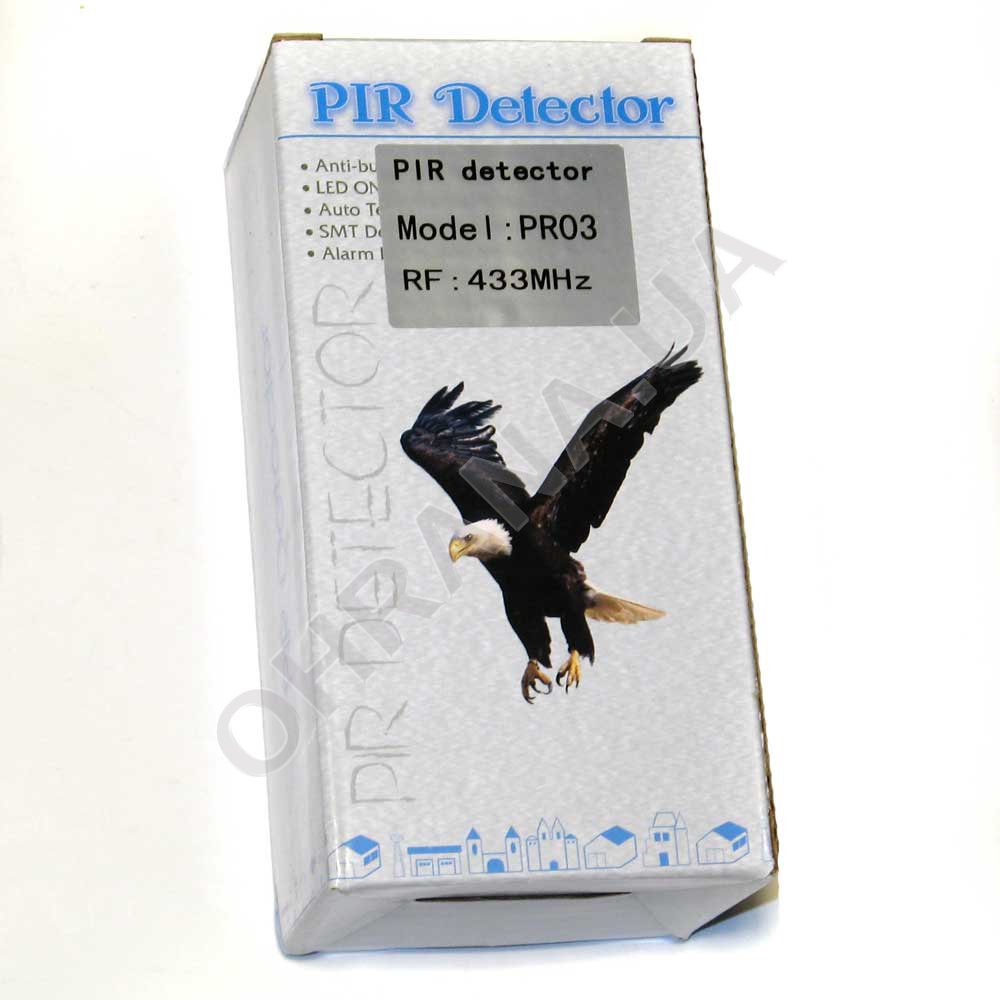 PIR Detector
• Anti-bu
• LED ON
• Auto Te
• SMT De
• Alarm
PIR detector
Model:PR03
RF:433MHz
PIR DETECTOR
OHRANA.UA